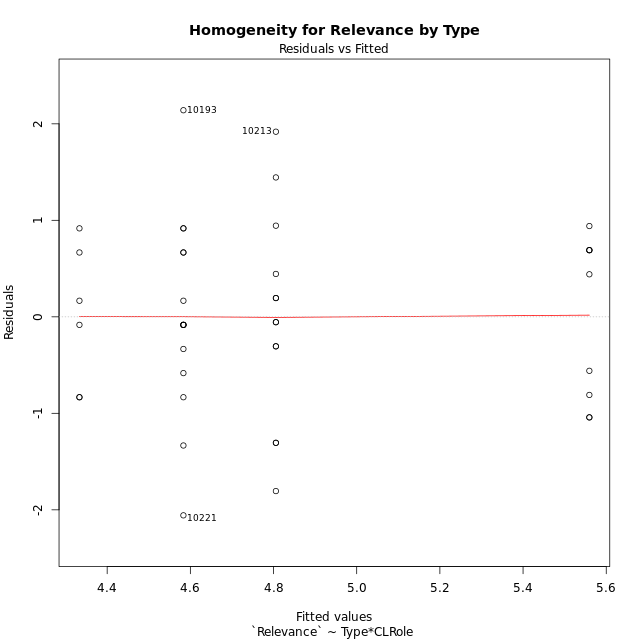 Homogeneity for Relevance by Type
Residuals vs Fitted
10193
10213
10221
2
1
0
-1
-2
Residuals
4.4 4.6 4.8 5.0 5.2 5.4 5.6
Fitted values
`Relevance` ~ Type*CLRole